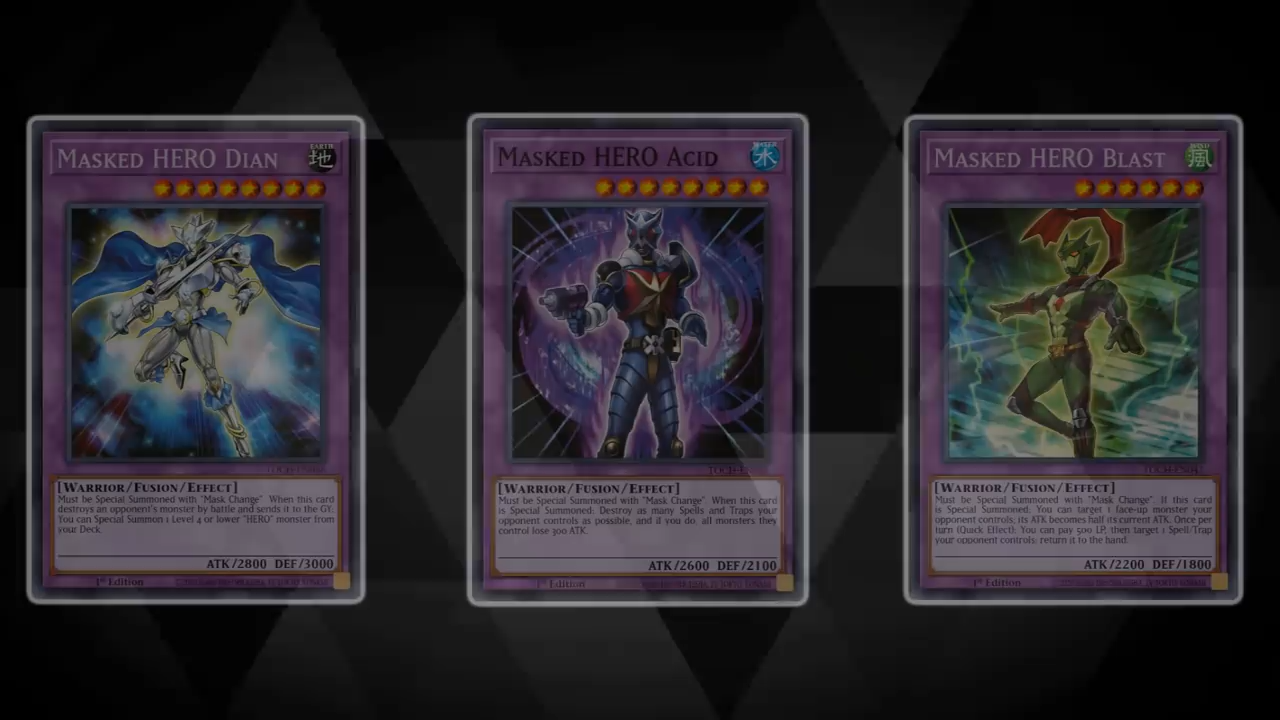 MASKED HERO DIAN
EARTH
地
[WARRIOR/FUSION/EFFECT]
Must be Special Summoned with "Mask Change". When this card
destroys an opponent's monster by battle and sends it to the GY:
You can Special Summon 1 Level 4 or lower "HERO" monster from
your Deck.
ATK/2800 DEF/3000
1st Edition
MASKED HERO ACID
WATER
水
[WARRIOR/FUSION/EFFECT]
Must be Special Summoned with "Mask Change". When this card
is Special Summoned: Destroy as many Spells and Traps your
opponent controls as possible, and if you do, all monsters they
control lose 300 ATK.
ATK/2600 DEF/2100
1st Edition
MASKED HERO BLAST
WIND
風
[WARRIOR/FUSION/EFFECT]
Must be Special Summoned with "Mask Change". If this card
is Special Summoned: You can target 1 face-up monster your
opponent controls; its ATK becomes half its current ATK. Once per
turn (Quick Effect): You can pay 500 LP, then target 1 Spell/Trap
your opponent controls; return it to the hand.
ATK/2200 DEF/1800
1st Edition